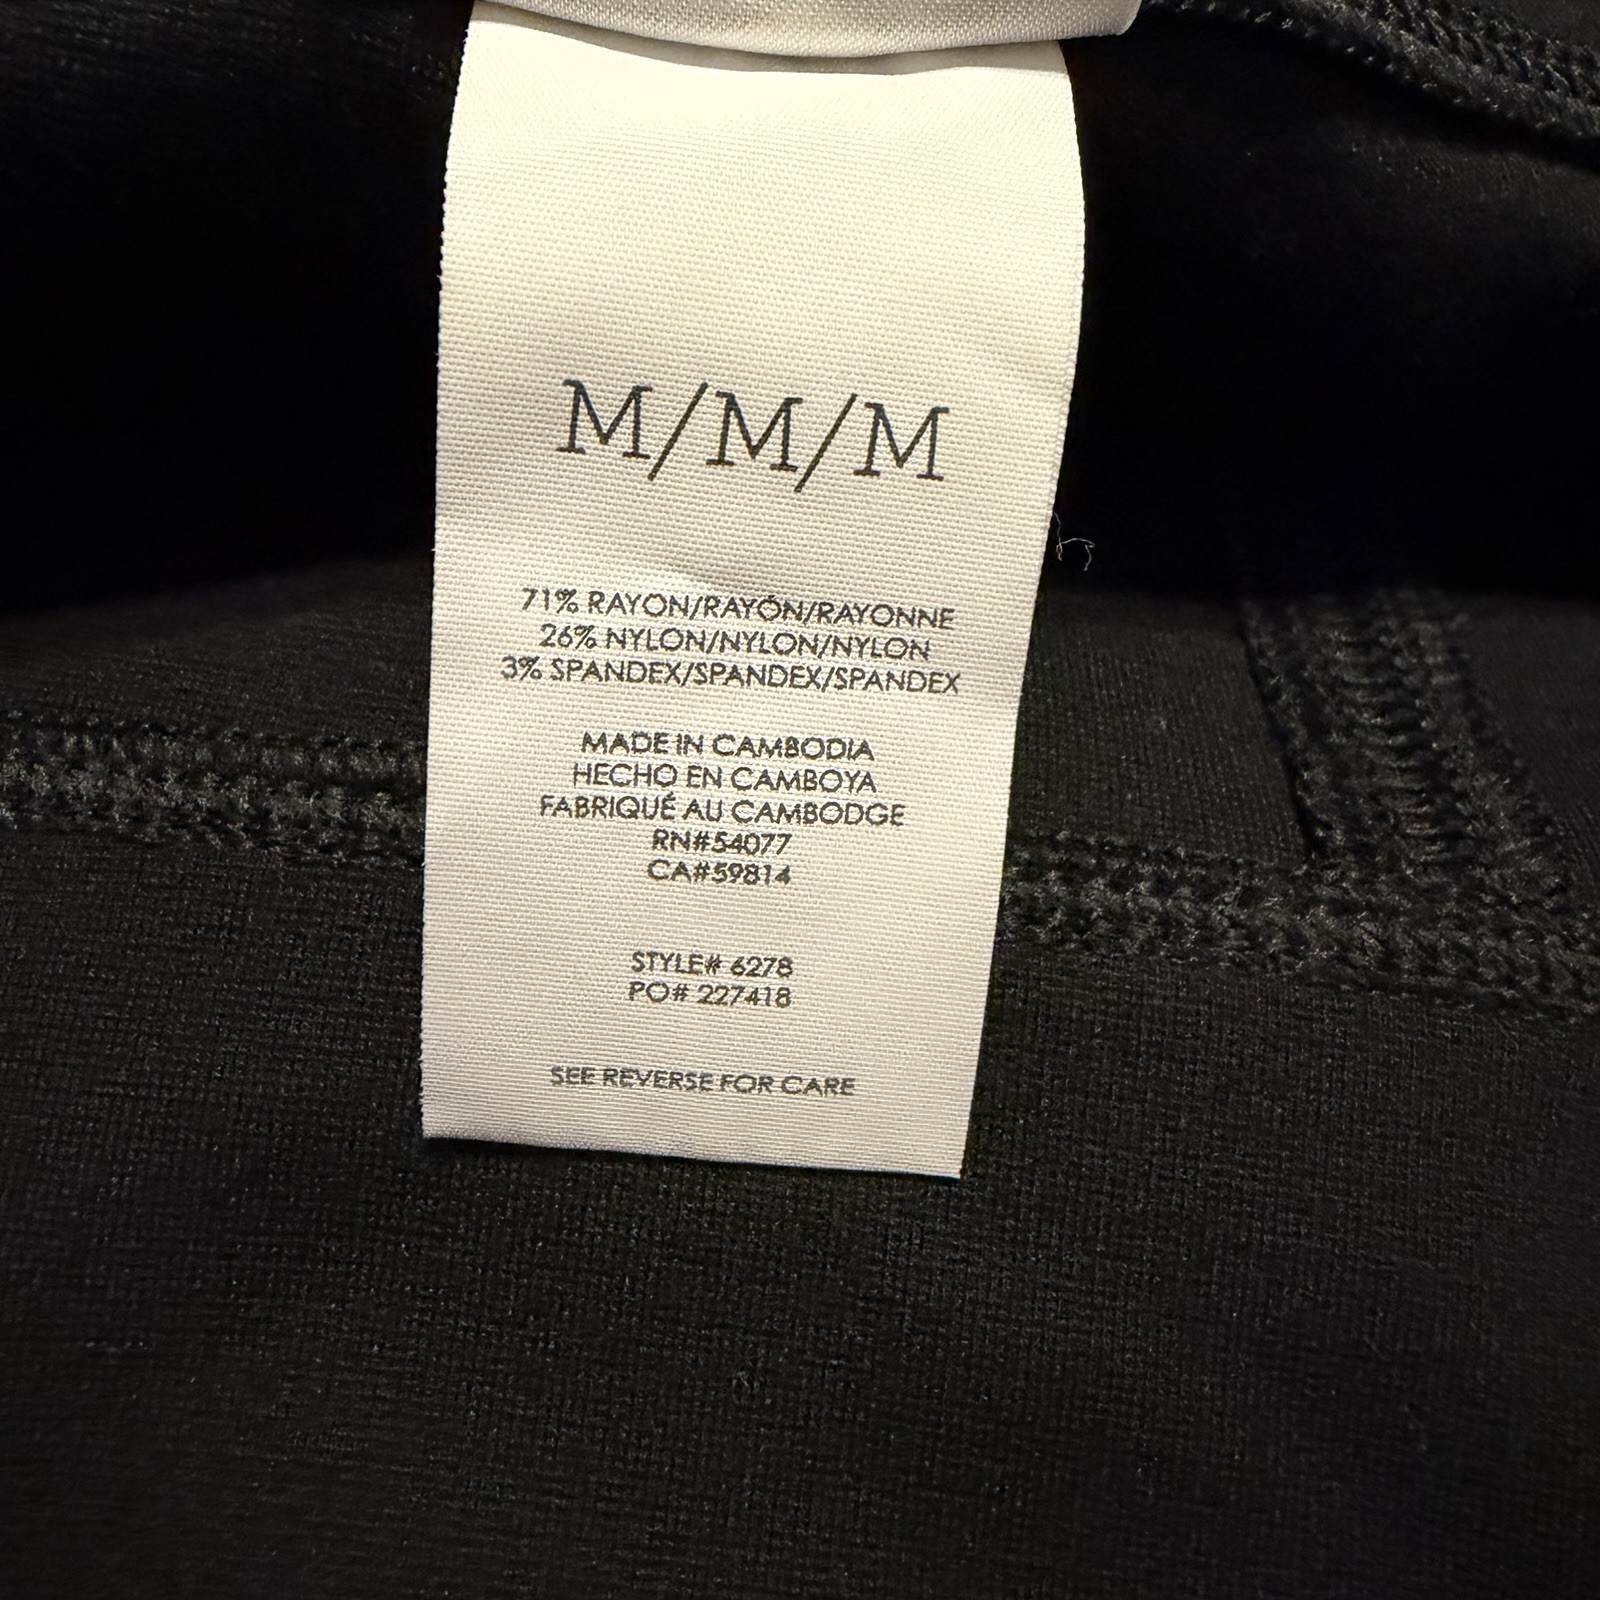 M/M/M
71% RAYON/RAYÓN/RAYONNE
26% NYLON/NYLON/NYLON
3% SPANDEX/SPANDEX/SPANDEX
MADE IN CAMBODIA
HECHO EN CAMBOYA
FABRIQUÉ AU CAMBODGE
RN#54077
CA#59814
STYLE# 6278
PO# 227418
SEE REVERSE FOR CARE